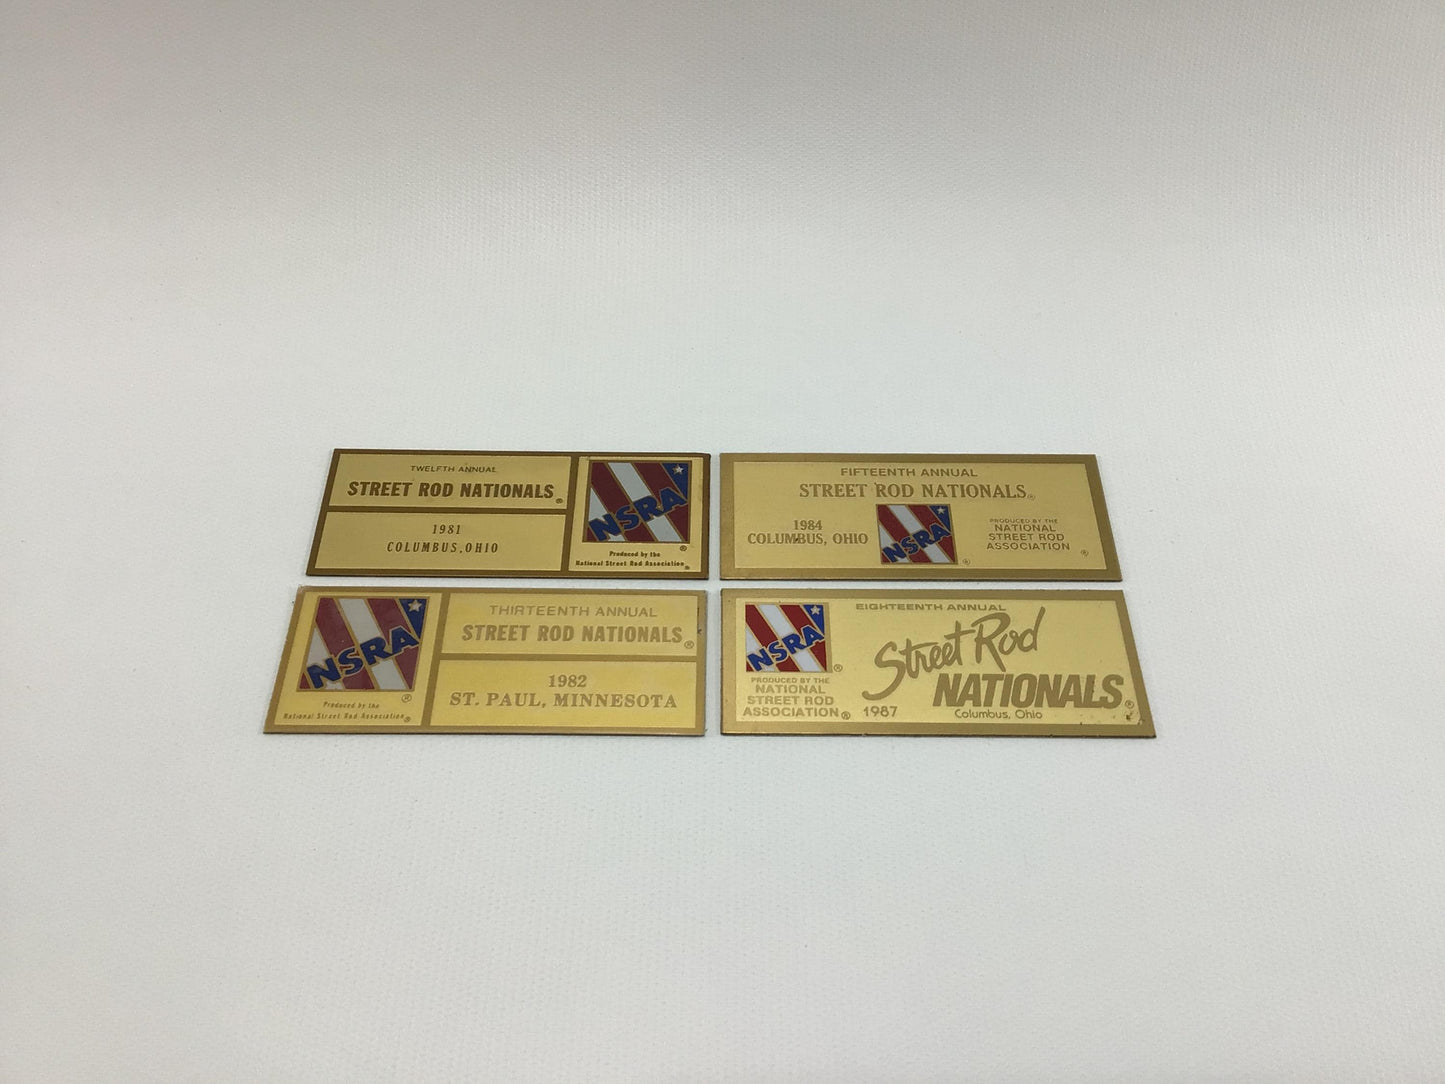 TWELFTH ANNUAL
STREET ROD NATIONALS®
1981
COLUMBUS, OHIO
NSRA
®
Produced by the
National Street Rod Association®
FIFTEENTH ANNUAL
STREET ROD NATIONALS®
1984
COLUMBUS, OHIO
NSRA
®
PRODUCED BY THE
NATIONAL
STREET ROD
ASSOCIATION ®
NSRA
®
Produced by the
National Street Rod Association®
THIRTEENTH ANNUAL
STREET ROD NATIONALS®
1982
ST. PAUL, MINNESOTA
NSRA
®
PRODUCED BY THE
NATIONAL
STREET ROD
ASSOCIATION®
EIGHTEENTH ANNUAL
Street Rod
NATIONALS®
1987 Columbus, Ohio